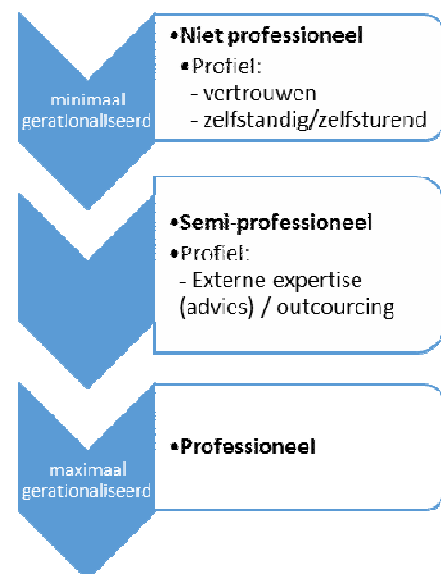 minimaal
gerationaliseerd
•Niet professioneel
•Profiel:
- vertrouwen
- zelfstandig/zelfsturend
•Semi-professioneel
•Profiel:
- Externe expertise
(advies) / outcourcing
maximaal
gerationaliseerd
•Professioneel